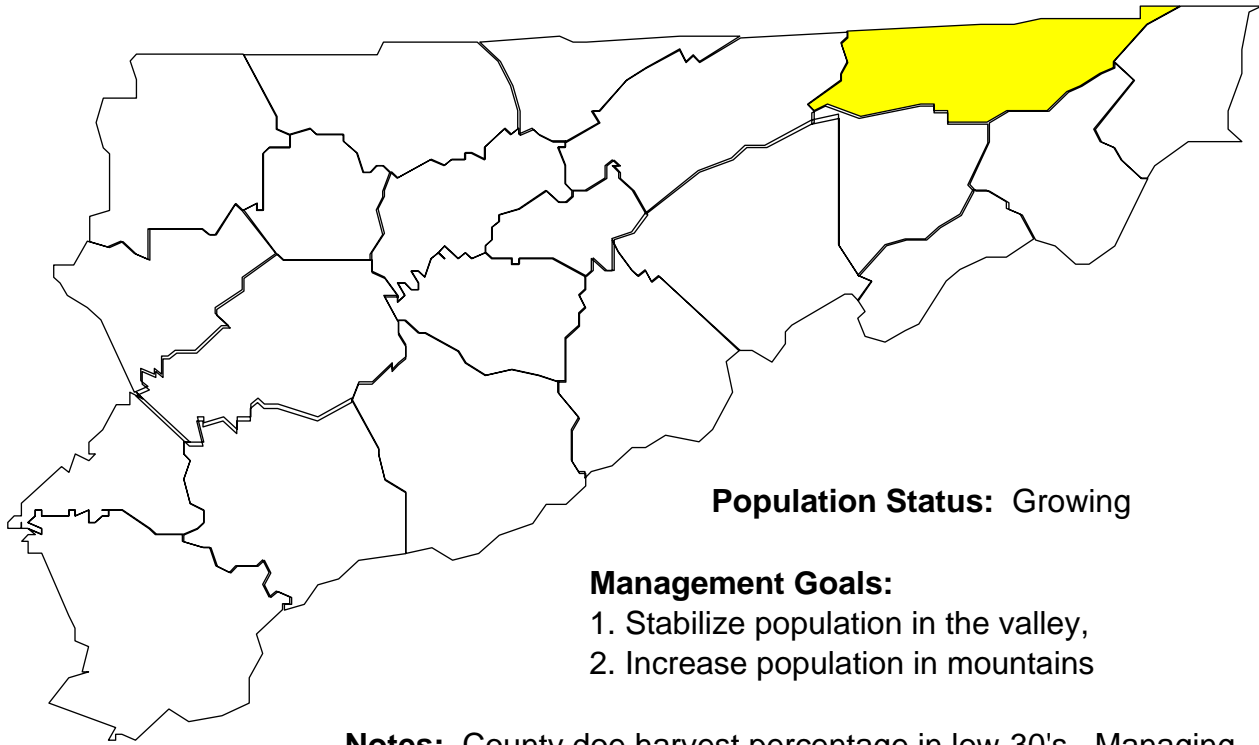 Population Status: Growing
Management Goals:
1. Stabilize population in the valley,
2. Increase population in mountains
Notes: County doe harvest percentage in low 30's. Managing